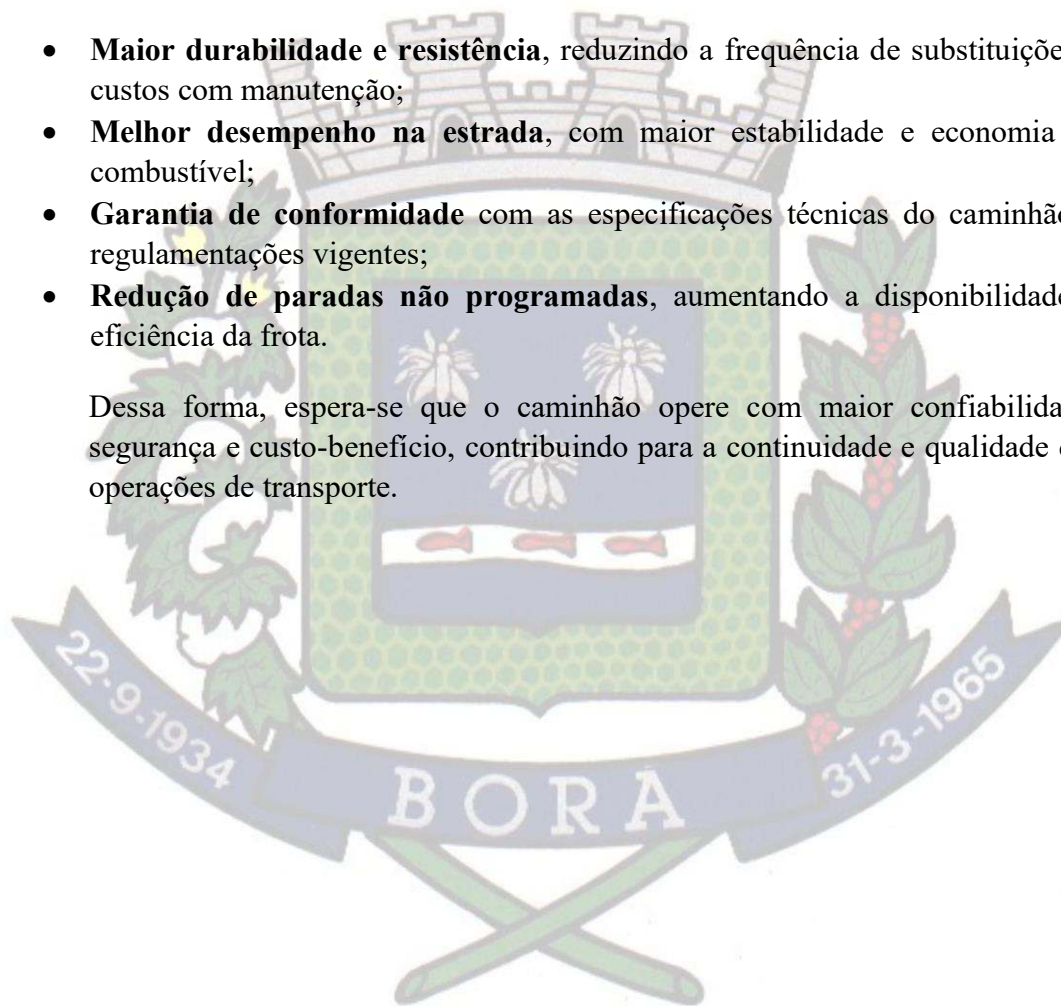 • Maior durabilidade e resistência, reduzindo a frequência de substituiçõe
custos com manutenção;
• Melhor desempenho na estrada, com maior estabilidade e economia
combustível;
• Garantia de conformidade com as especificações técnicas do caminhão
regulamentações vigentes;
• Redução de paradas não programadas, aumentando a disponibilidade
eficiência da frota.
Dessa forma, espera-se que o caminhão opere com maior confiabilida
segurança e custo-benefício, contribuindo para a continuidade e qualidade
operações de transporte.
22-9-1934
BORÁ
31-3-1965